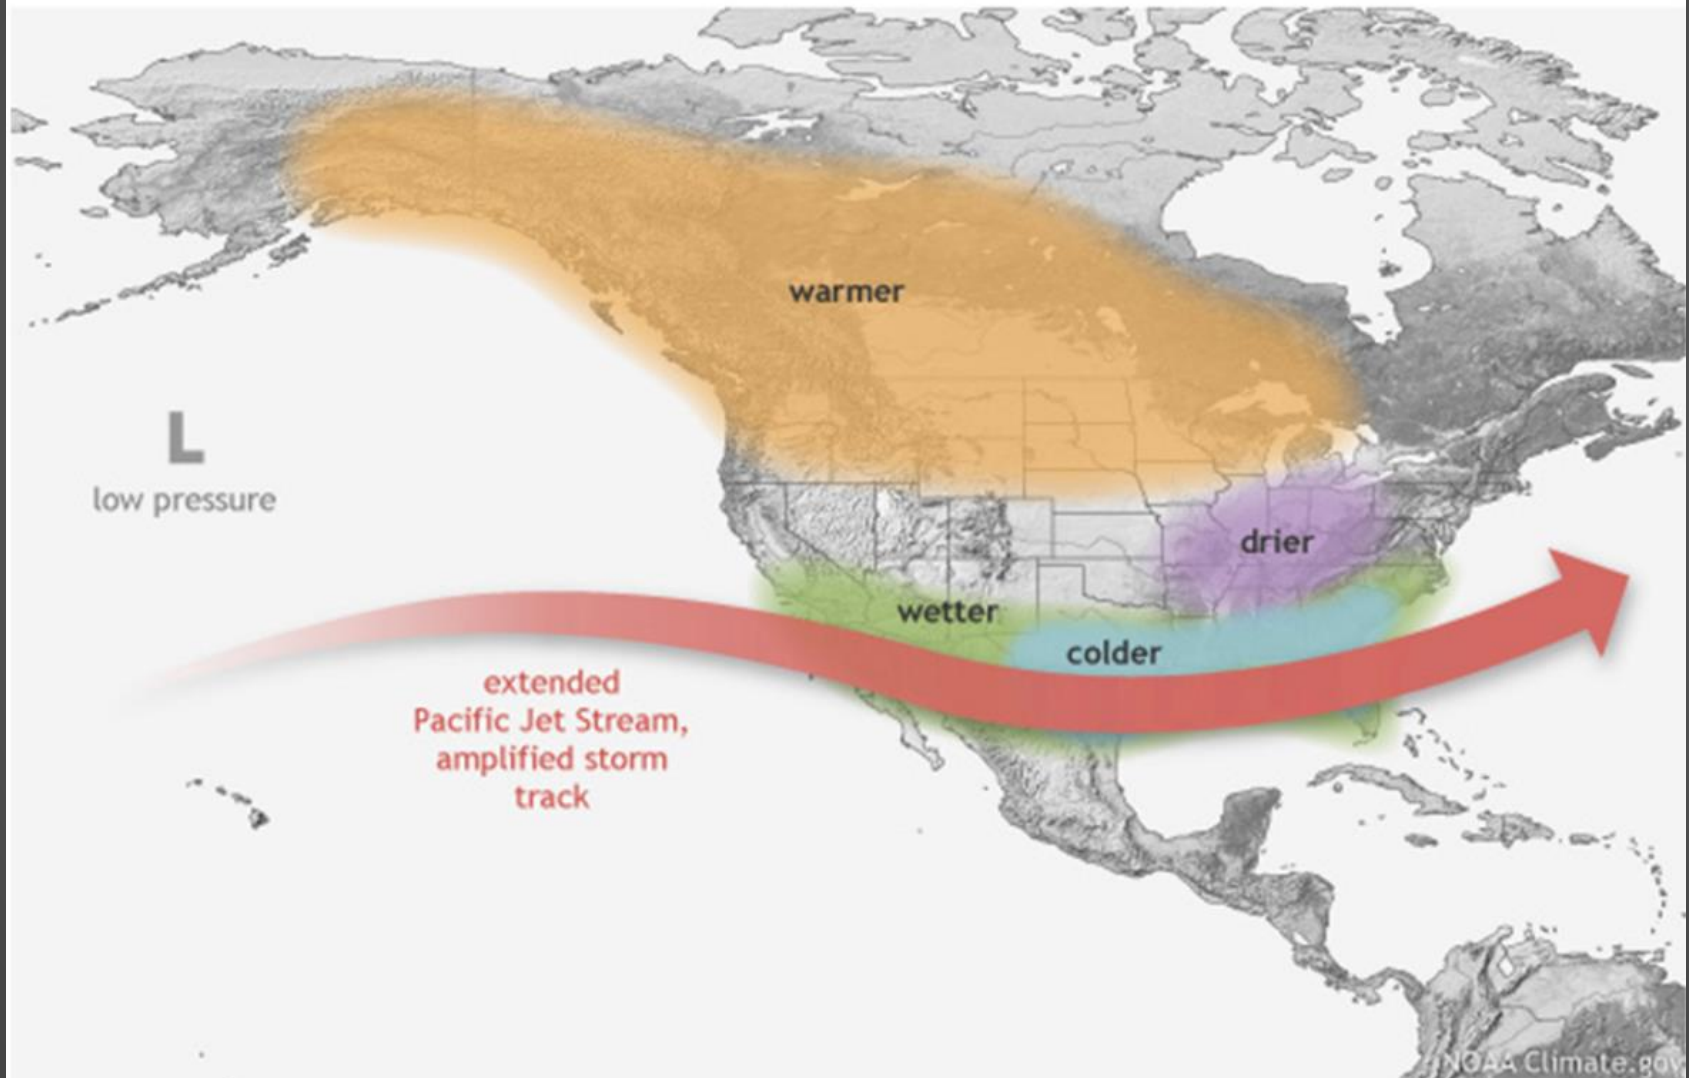 warmer
L
low pressure
drier
wetter
colder
extended
Pacific Jet Stream,
amplified storm
track
NOAA Climate.gov